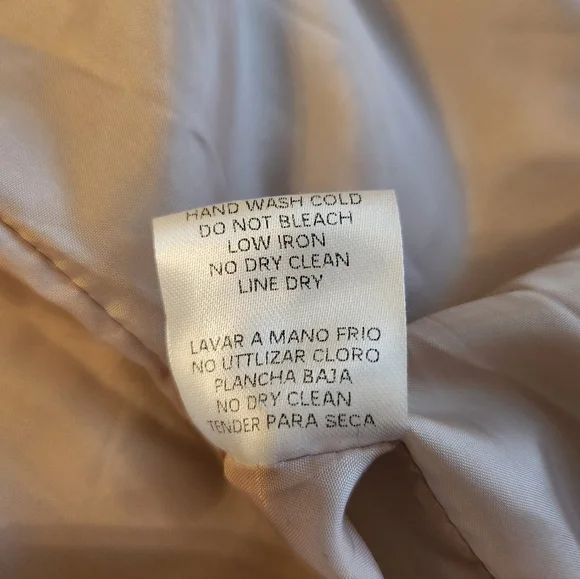 HAND WASH COLD
DO NOT BLEACH
LOW IRON
NO DRY CLEAN
LINE DRY
LAVAR A MANO FRIO
NO UTTLIZAR CLORO
PLANCHA BAJA
NO DRY CLEAN
TENDER PARA SECA